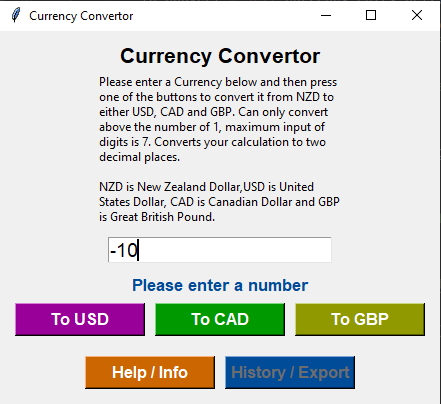 Currency Convertor
Currency Convertor
Please enter a Currency below and then press
one of the buttons to convert it from NZD to
either USD, CAD and GBP. Can only convert
above the number of 1, maximum input of
digits is 7. Converts your calculation to two
decimal places.
NZD is New Zealand Dollar,USD is United
States Dollar, CAD is Canadian Dollar and GBP
is Great British Pound.
-10
Please enter a number
To USD To CAD To GBP
Help / Info History / Export